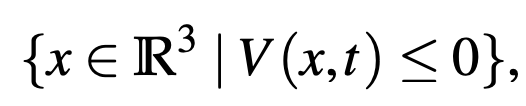 {x ∈ ℝ³ | V(x,t) ≤ 0},